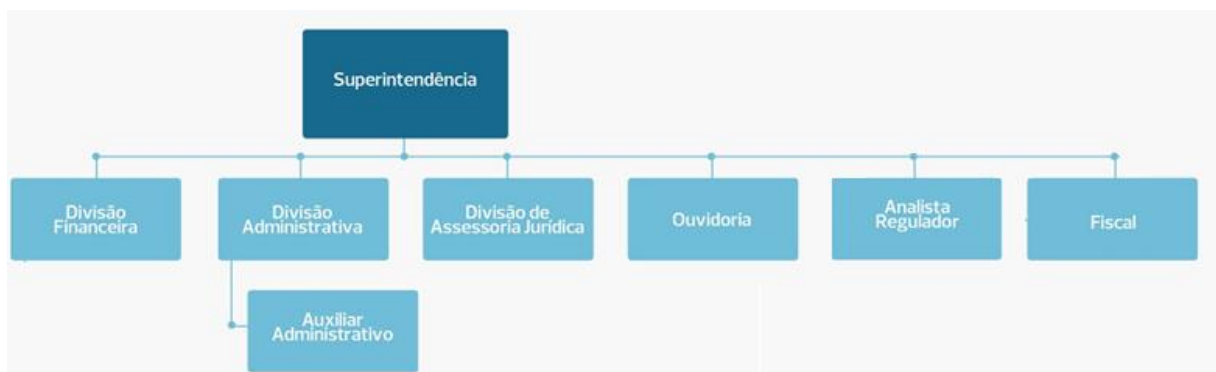 Superintendência
Divisão
Financeira
Divisão
Administrativa
Divisão de
Assessoria Jurídica
Ouvidoria
Analista
Regulador
Fiscal
Auxiliar
Administrativo